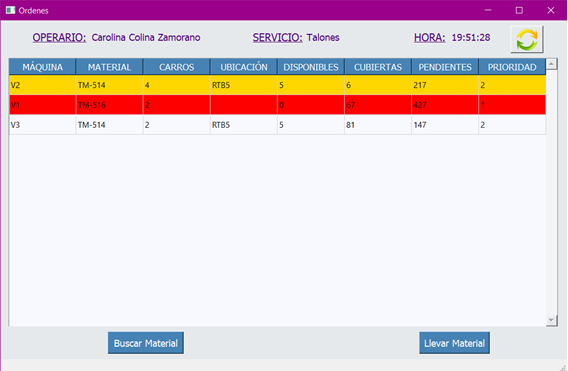 Ordenes
OPERARIO: Carolina Colina Zamorano SERVICIO: Talones HORA: 19:51:28
MÁQUINA MATERIAL CARROS UBICACIÓN DISPONIBLES CUBIERTAS PENDIENTES PRIORIDAD
V2 TM-514 4 RTB5 5 6 217 2
V1 TM-516 2 0 67 427 1
V3 TM-514 2 RTB5 5 81 147 2
Buscar Material Llevar Material